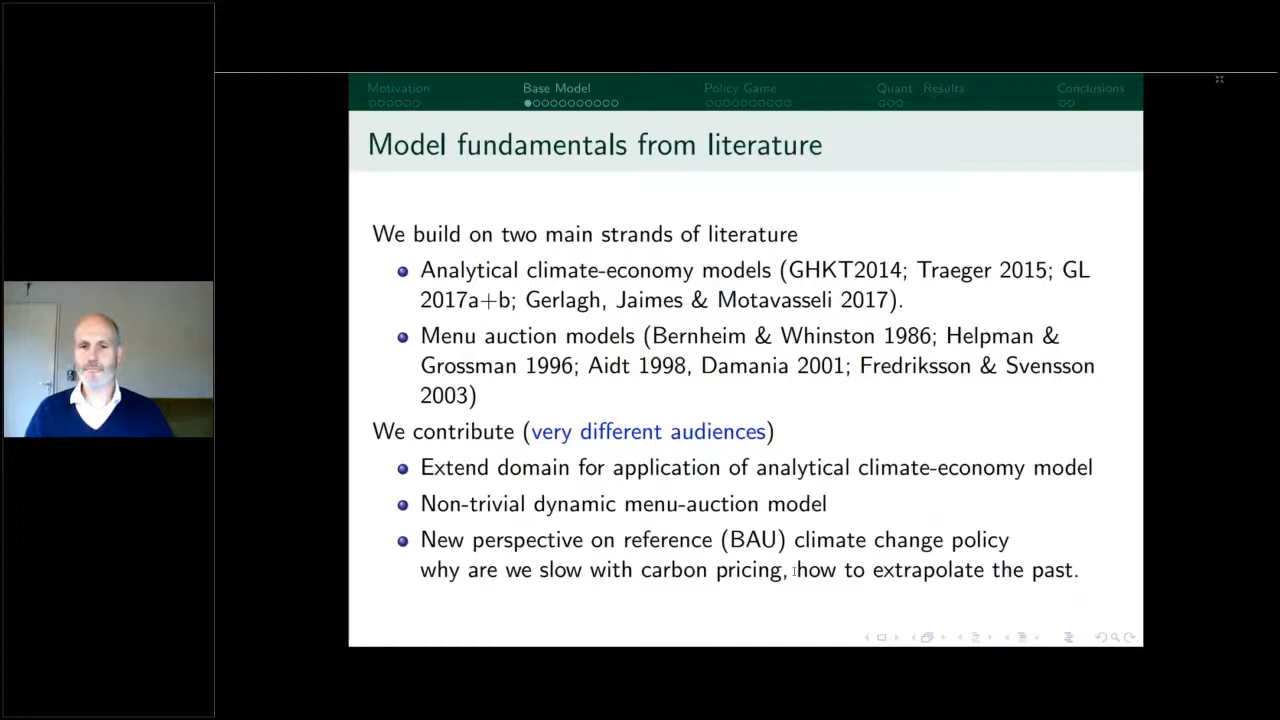 Motivation Base Model Policy Game Quant Results Conclusions
Model fundamentals from literature
We build on two main strands of literature
Analytical climate-economy models (GHKT2014; Traeger 2015; GL
2017a+b; Gerlagh, Jaimes & Motavasseli 2017).
Menu auction models (Bernheim & Whinston 1986; Helpman &
Grossman 1996; Aidt 1998, Damania 2001; Fredriksson & Svensson
2003)
We contribute (very different audiences)
Extend domain for application of analytical climate-economy model
Non-trivial dynamic menu-auction model
New perspective on reference (BAU) climate change policy
why are we slow with carbon pricing, how to extrapolate the past.